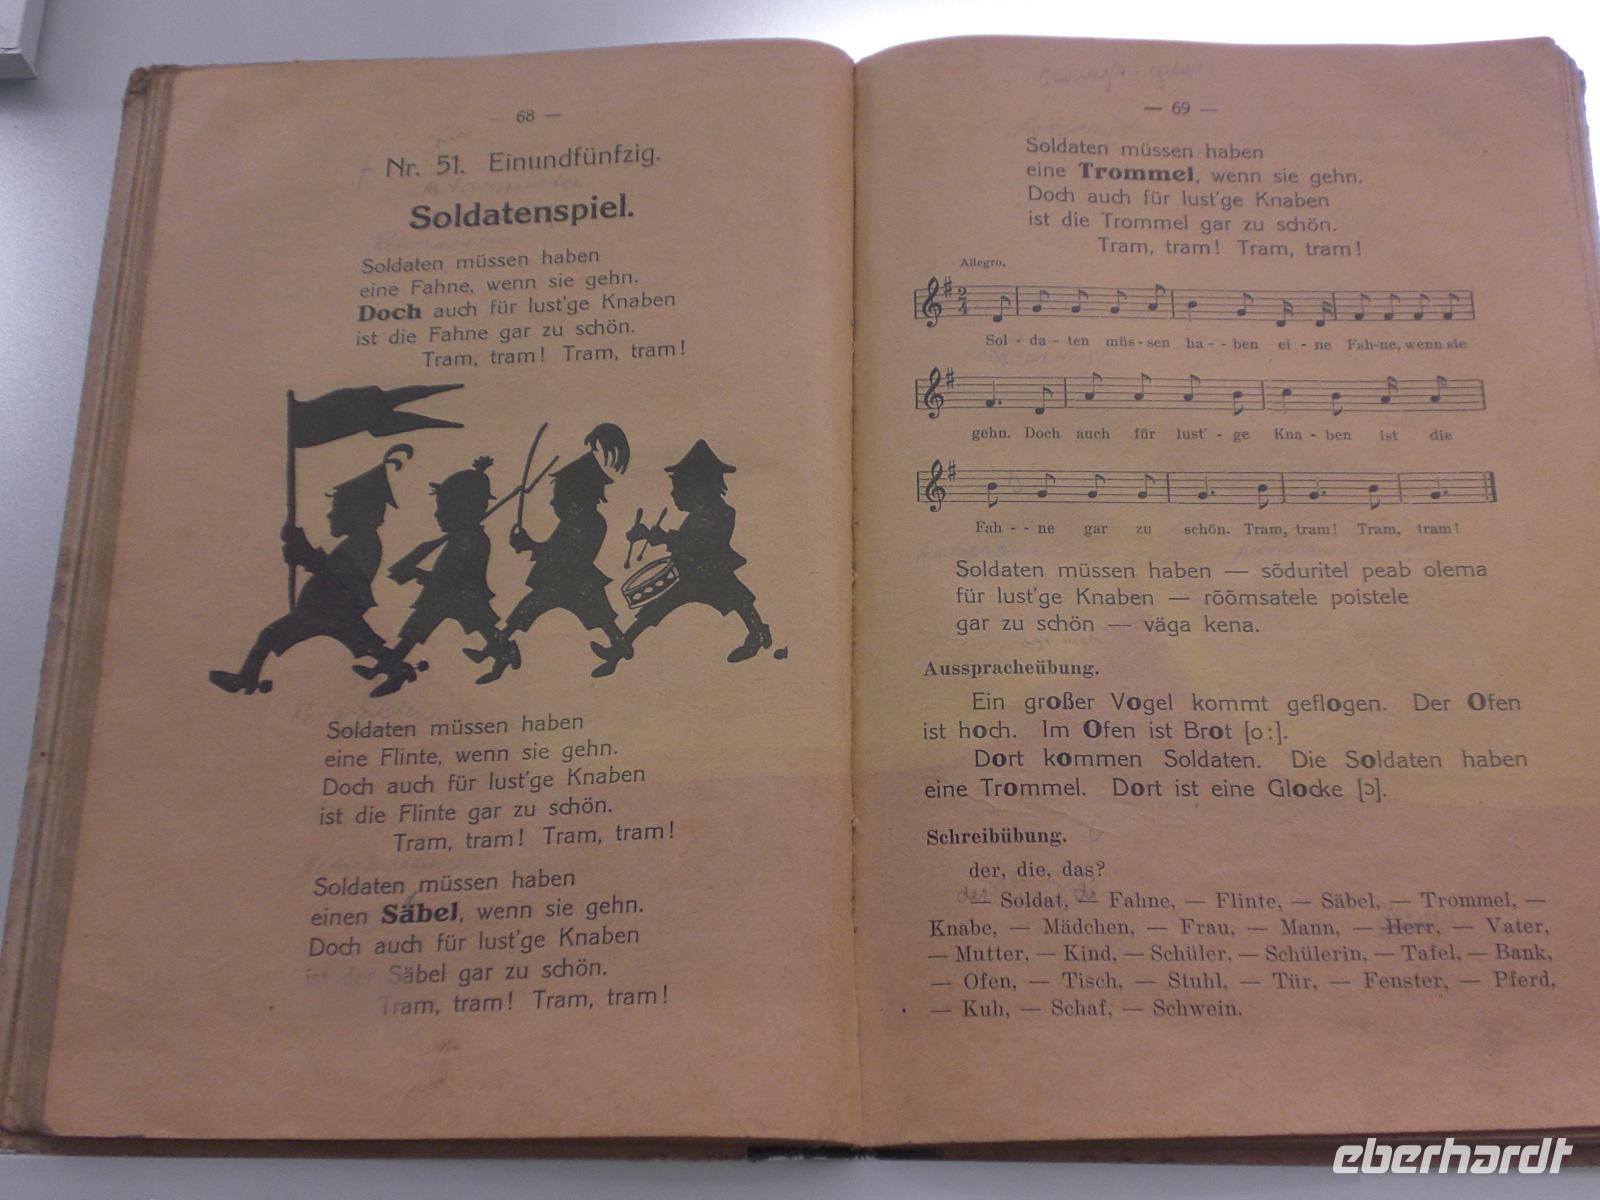 68 —
Nr. 51. Einundfünfzig.
Soldatenspiel.
Soldaten müssen haben
eine Fahne, wenn sie gehn.
Doch auch für lust'ge Knaben
ist die Fahne gar zu schön.
Tram, tram! Tram, tram!
Soldaten müssen haben
eine Flinte, wenn sie gehn.
Doch auch für lust'ge Knaben
ist die Flinte gar zu schön.
Tram, tram! Tram, tram!
Soldaten müssen haben
einen Säbel, wenn sie gehn.
Doch auch für lust'ge Knaben
ist der Säbel gar zu schön.
Tram, tram! Tram, tram!
— 69 —
Soldaten müssen haben
eine Trommel, wenn sie gehn.
Doch auch für lust'ge Knaben
ist die Trommel gar zu schön.
Tram, tram! Tram, tram!
Allegro.
2
4
Sol - da - ten müs - sen ha - - ben ei - ne Fah-ne, wenn sie
gehn. Doch auch für lust' - ge Kna - ben ist die
Fah - - ne gar zu schön. Tram, tram! Tram, tram!
Soldaten müssen haben — sõduritel peab olema
für lust'ge Knaben — rõõmsatele poistele
gar zu schön — väga kena.
Ausspracheübung.
Ein großer Vogel kommt geflogen. Der Ofen
ist hoch. Im Ofen ist Brot [o:].
Dort kommen Soldaten. Die Soldaten haben
eine Trommel. Dort ist eine Glocke [ɔ].
Schreibübung.
der, die, das?
der — Soldat, — Fahne, — Flinte, — Säbel, — Trommel, —
Knabe, — Mädchen, — Frau, — Mann, — Herr, — Vater,
— Mutter, — Kind, — Schüler, — Schülerin, — Tafel, — Bank,
— Ofen, — Tisch, — Stuhl, — Tür, — Fenster, — Pferd,
— Kuh, — Schaf, — Schwein.
eberhardt